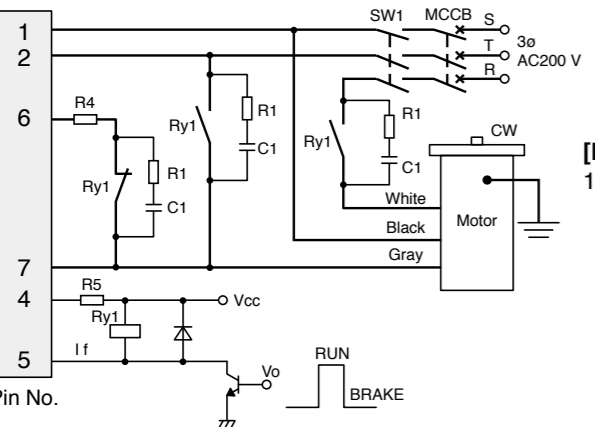 1
2
6
7
4
5
Pin No.
R4
Ry1
R1
C1
Ry1
R1
C1
Ry1
R1
C1
SW1
MCCB
S
T
R
3ø
AC200 V
CW
White
Black
Gray
Motor
R5
Ry1
Vcc
I f
Vo
RUN
BRAKE
1